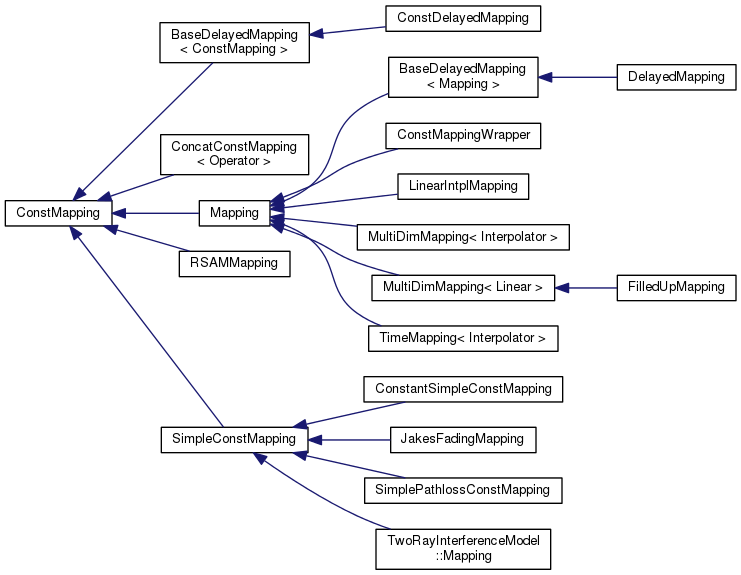 ConstMapping
BaseDelayedMapping
< ConstMapping >
ConcatConstMapping
< Operator >
Mapping
RSAMMapping
SimpleConstMapping
ConstDelayedMapping
BaseDelayedMapping
< Mapping >
ConstMappingWrapper
LinearIntplMapping
MultiDimMapping< Interpolator >
MultiDimMapping< Linear >
TimeMapping< Interpolator >
ConstantSimpleConstMapping
JakesFadingMapping
SimplePathlossConstMapping
TwoRayInterferenceModel
::Mapping
DelayedMapping
FilledUpMapping